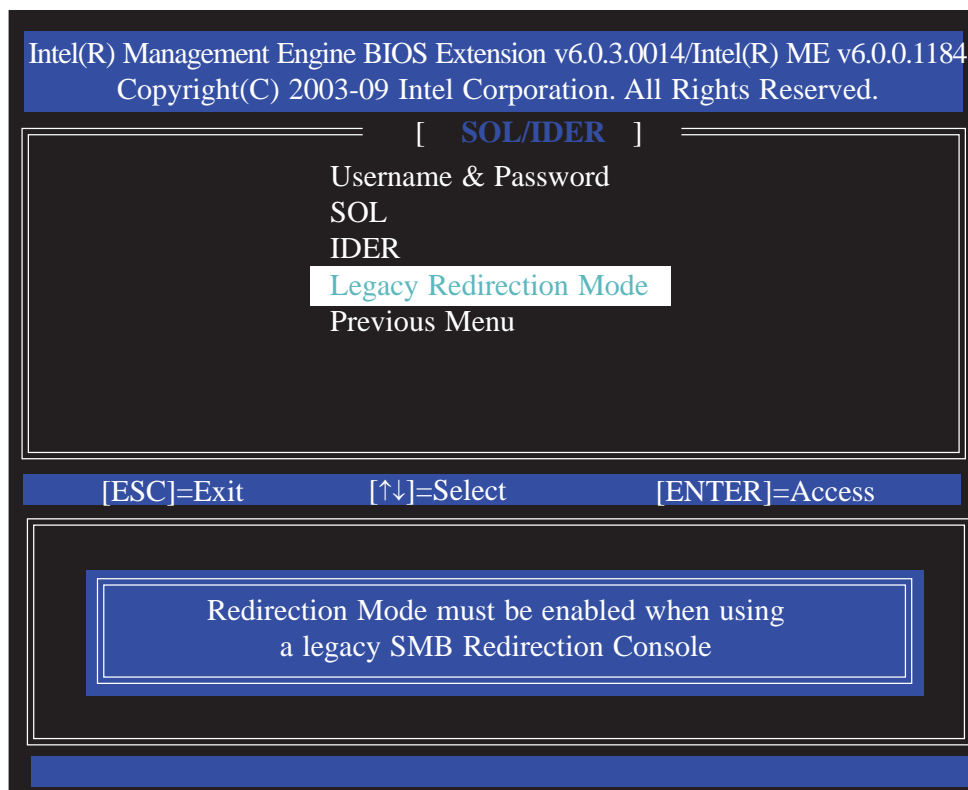 Intel(R) Management Engine BIOS Extension v6.0.3.0014/Intel(R) ME v6.0.0.1184
Copyright(C) 2003-09 Intel Corporation. All Rights Reserved.
[ SOL/IDER ]
Username & Password
SOL
IDER
Legacy Redirection Mode
Previous Menu
[ESC]=Exit [↑↓]=Select [ENTER]=Access
Redirection Mode must be enabled when using
a legacy SMB Redirection Console